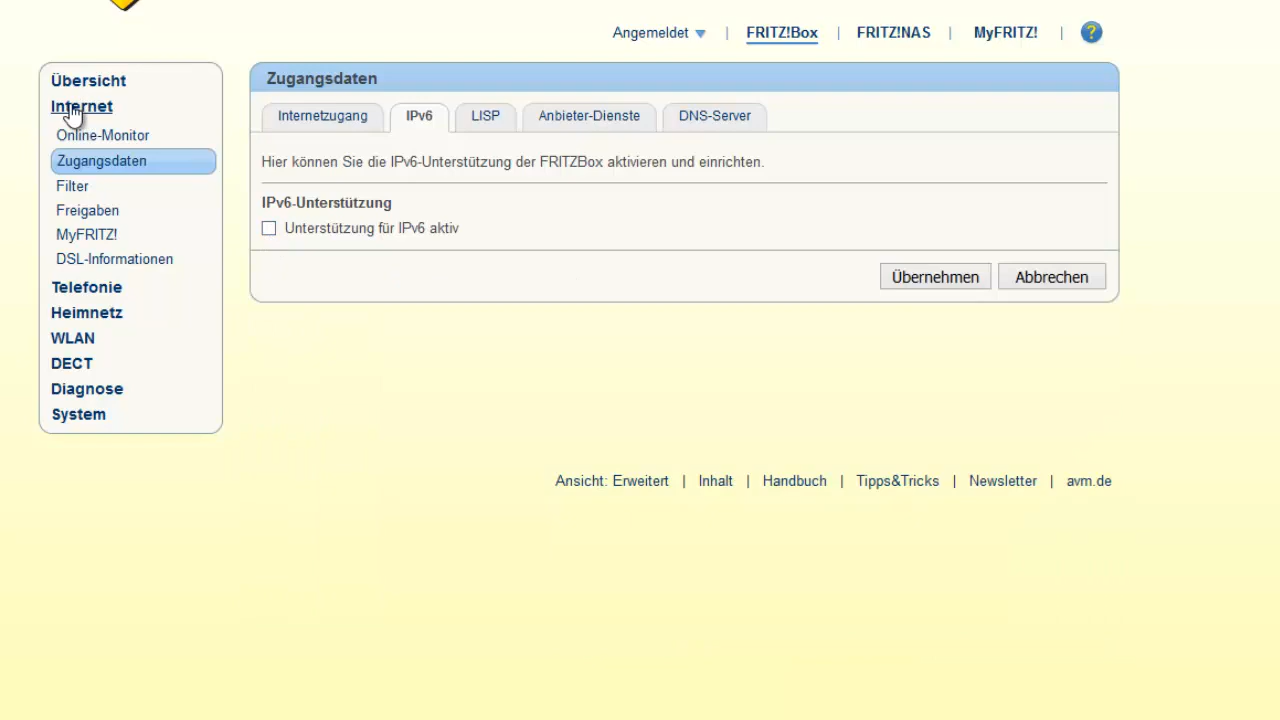 Angemeldet | FRITZ!Box | FRITZ!NAS | MyFRITZ! | ?
Übersicht
Internet
Online-Monitor
Zugangsdaten
Filter
Freigaben
MyFRITZ!
DSL-Informationen
Telefonie
Heimnetz
WLAN
DECT
Diagnose
System
Zugangsdaten
Internetzugang IPv6 LISP Anbieter-Dienste DNS-Server
Hier können Sie die IPv6-Unterstützung der FRITZBox aktivieren und einrichten.
IPv6-Unterstützung
Unterstützung für IPv6 aktiv
Übernehmen Abbrechen
Ansicht: Erweitert | Inhalt | Handbuch | Tipps&Tricks | Newsletter | avm.de